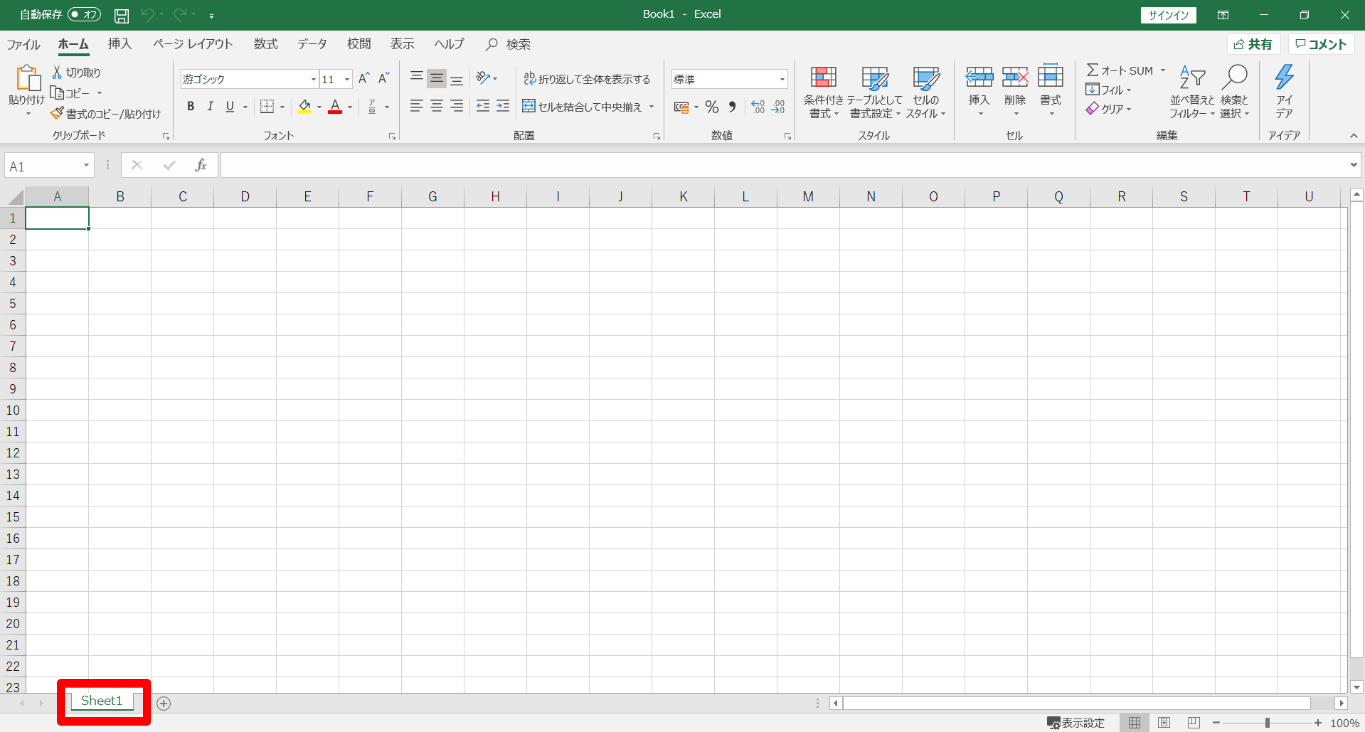 自動保存 オフ Book1 - Excel サインイン
ファイル ホーム 挿入 ページ レイアウト 数式 データ 校閲 表示 ヘルプ 検索 共有 コメント
貼り付け 切り取り コピー 書式のコピー/貼り付け
クリップボード
游ゴシック 11
B I U
フォント
折り返して全体を表示する
セルを結合して中央揃え
配置
標準
% 
数値
条件付き書式 テーブルとして書式設定 セルのスタイル
スタイル
挿入 削除 書式
セル
オート SUM
フィル
クリア
並べ替えとフィルター 検索と選択
編集
アイデア
アイデア
A1 fx
A B C D E F G H I J K L M N O P Q R S T U
1
2
3
4
5
6
7
8
9
10
11
12
13
14
15
16
17
18
19
20
21
22
23
Sheet1
表示設定 100%